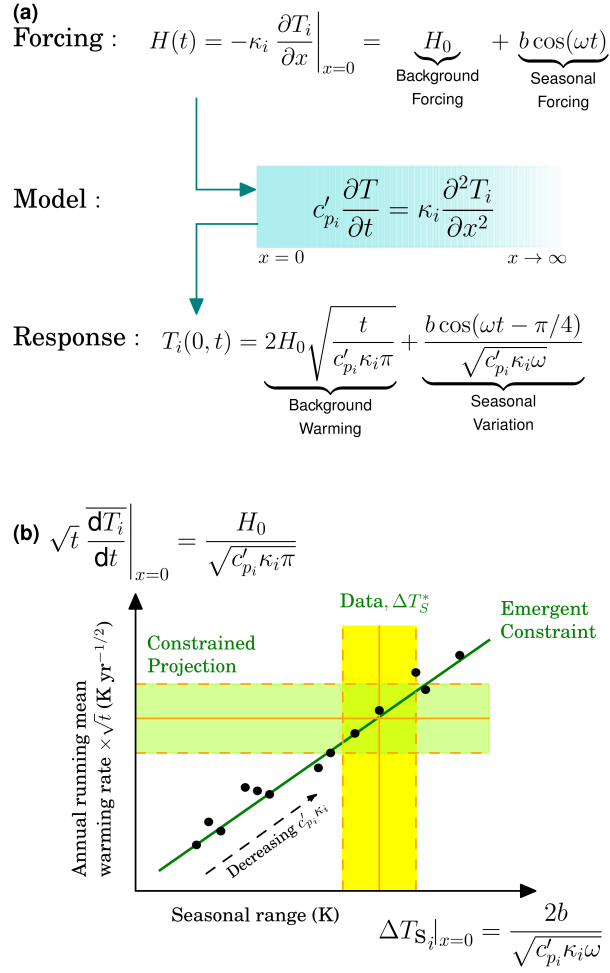 (a)
Forcing : H(t) = −κ_i ∂T_i/∂x |_{x=0} = H_0 + b cos(ωt)
Background Seasonal
Forcing Forcing
Model : c′_{p_i} ∂T/∂t = κ_i ∂²T_i/∂x²
x = 0 x → ∞
Response : T_i(0, t) = 2H_0 √(t/(c′_{p_i} κ_i π)) + b cos(ωt − π/4)/√(c′_{p_i} κ_i ω)
Background Seasonal
Warming Variation
(b) √t \overline{dT_i}/dt |_{x=0} = H_0/√(c′_{p_i} κ_i π)
Data, ΔT*_S
Emergent
Constraint
Constrained
Projection
Annual running mean
warming rate ×√t (K yr^{−1/2})
Decreasing c′_{p_i} κ_i
Seasonal range (K)
ΔT_{S_i}|_{x=0} = 2b/√(c′_{p_i} κ_i ω)